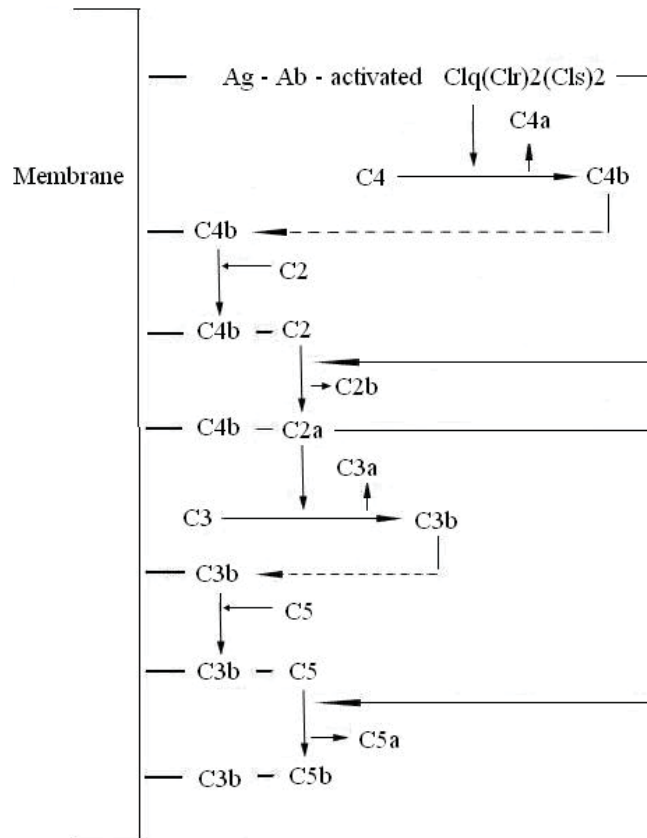 Ag - Ab - activated Clq(Clr)2(Cls)2
C4a
Membrane
C4 C4b
C4b
C2
C4b - C2
C2b
C4b - C2a
C3a
C3 C3b
C3b
C5
C3b - C5
C5a
C3b - C5b